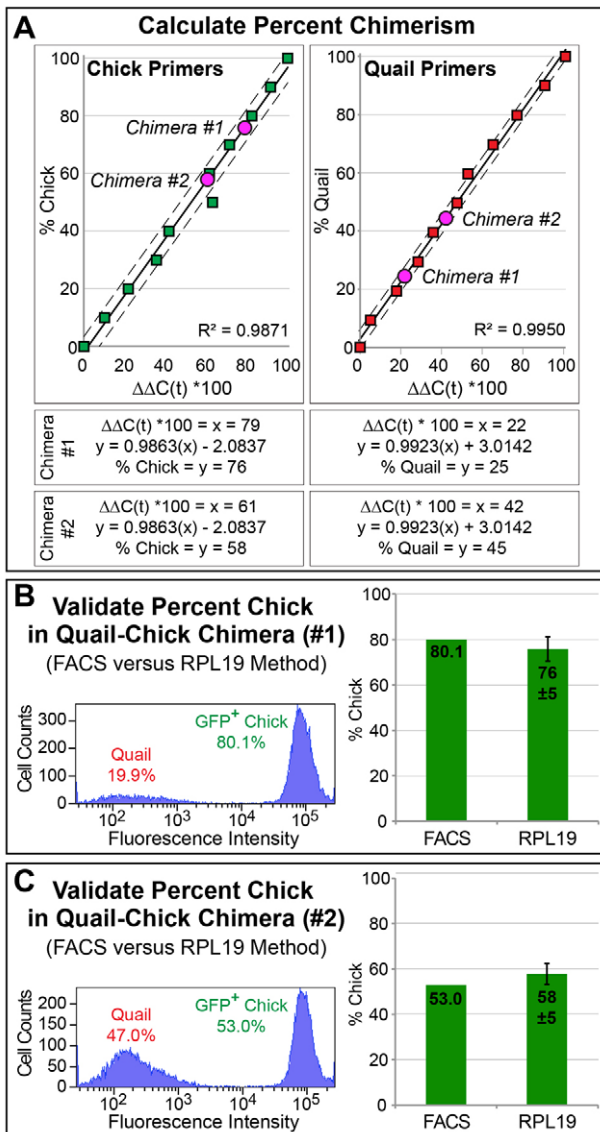 A
Calculate Percent Chimerism
Chick Primers
Chimera #1
Chimera #2
% Chick
100
80
60
40
20
0
R² = 0.9871
0 20 40 60 80 100
ΔΔC(t) *100
Quail Primers
Chimera #2
Chimera #1
% Quail
100
80
60
40
20
0
R² = 0.9950
0 20 40 60 80 100
ΔΔC(t) *100
Chimera
#1
ΔΔC(t) *100 = x = 79
y = 0.9863(x) - 2.0837
% Chick = y = 76
ΔΔC(t) * 100 = x = 22
y = 0.9923(x) + 3.0142
% Quail = y = 25
Chimera
#2
ΔΔC(t) *100 = x = 61
y = 0.9863(x) - 2.0837
% Chick = y = 58
ΔΔC(t) * 100 = x = 42
y = 0.9923(x) + 3.0142
% Quail = y = 45
B
Validate Percent Chick
in Quail-Chick Chimera (#1)
(FACS versus RPL19 Method)
Cell Counts
300
200
100
0
Quail
19.9%
GFP⁺ Chick
80.1%
10² 10³ 10⁴ 10⁵
Fluorescence Intensity
% Chick
100
80
60
40
20
0
80.1
76
±5
FACS RPL19
C
Validate Percent Chick
in Quail-Chick Chimera (#2)
(FACS versus RPL19 Method)
Cell Counts
200
150
100
50
0
Quail
47.0%
GFP⁺ Chick
53.0%
10² 10³ 10⁴ 10⁵
Fluorescence Intensity
% Chick
100
80
60
40
20
0
53.0
58
±5
FACS RPL19